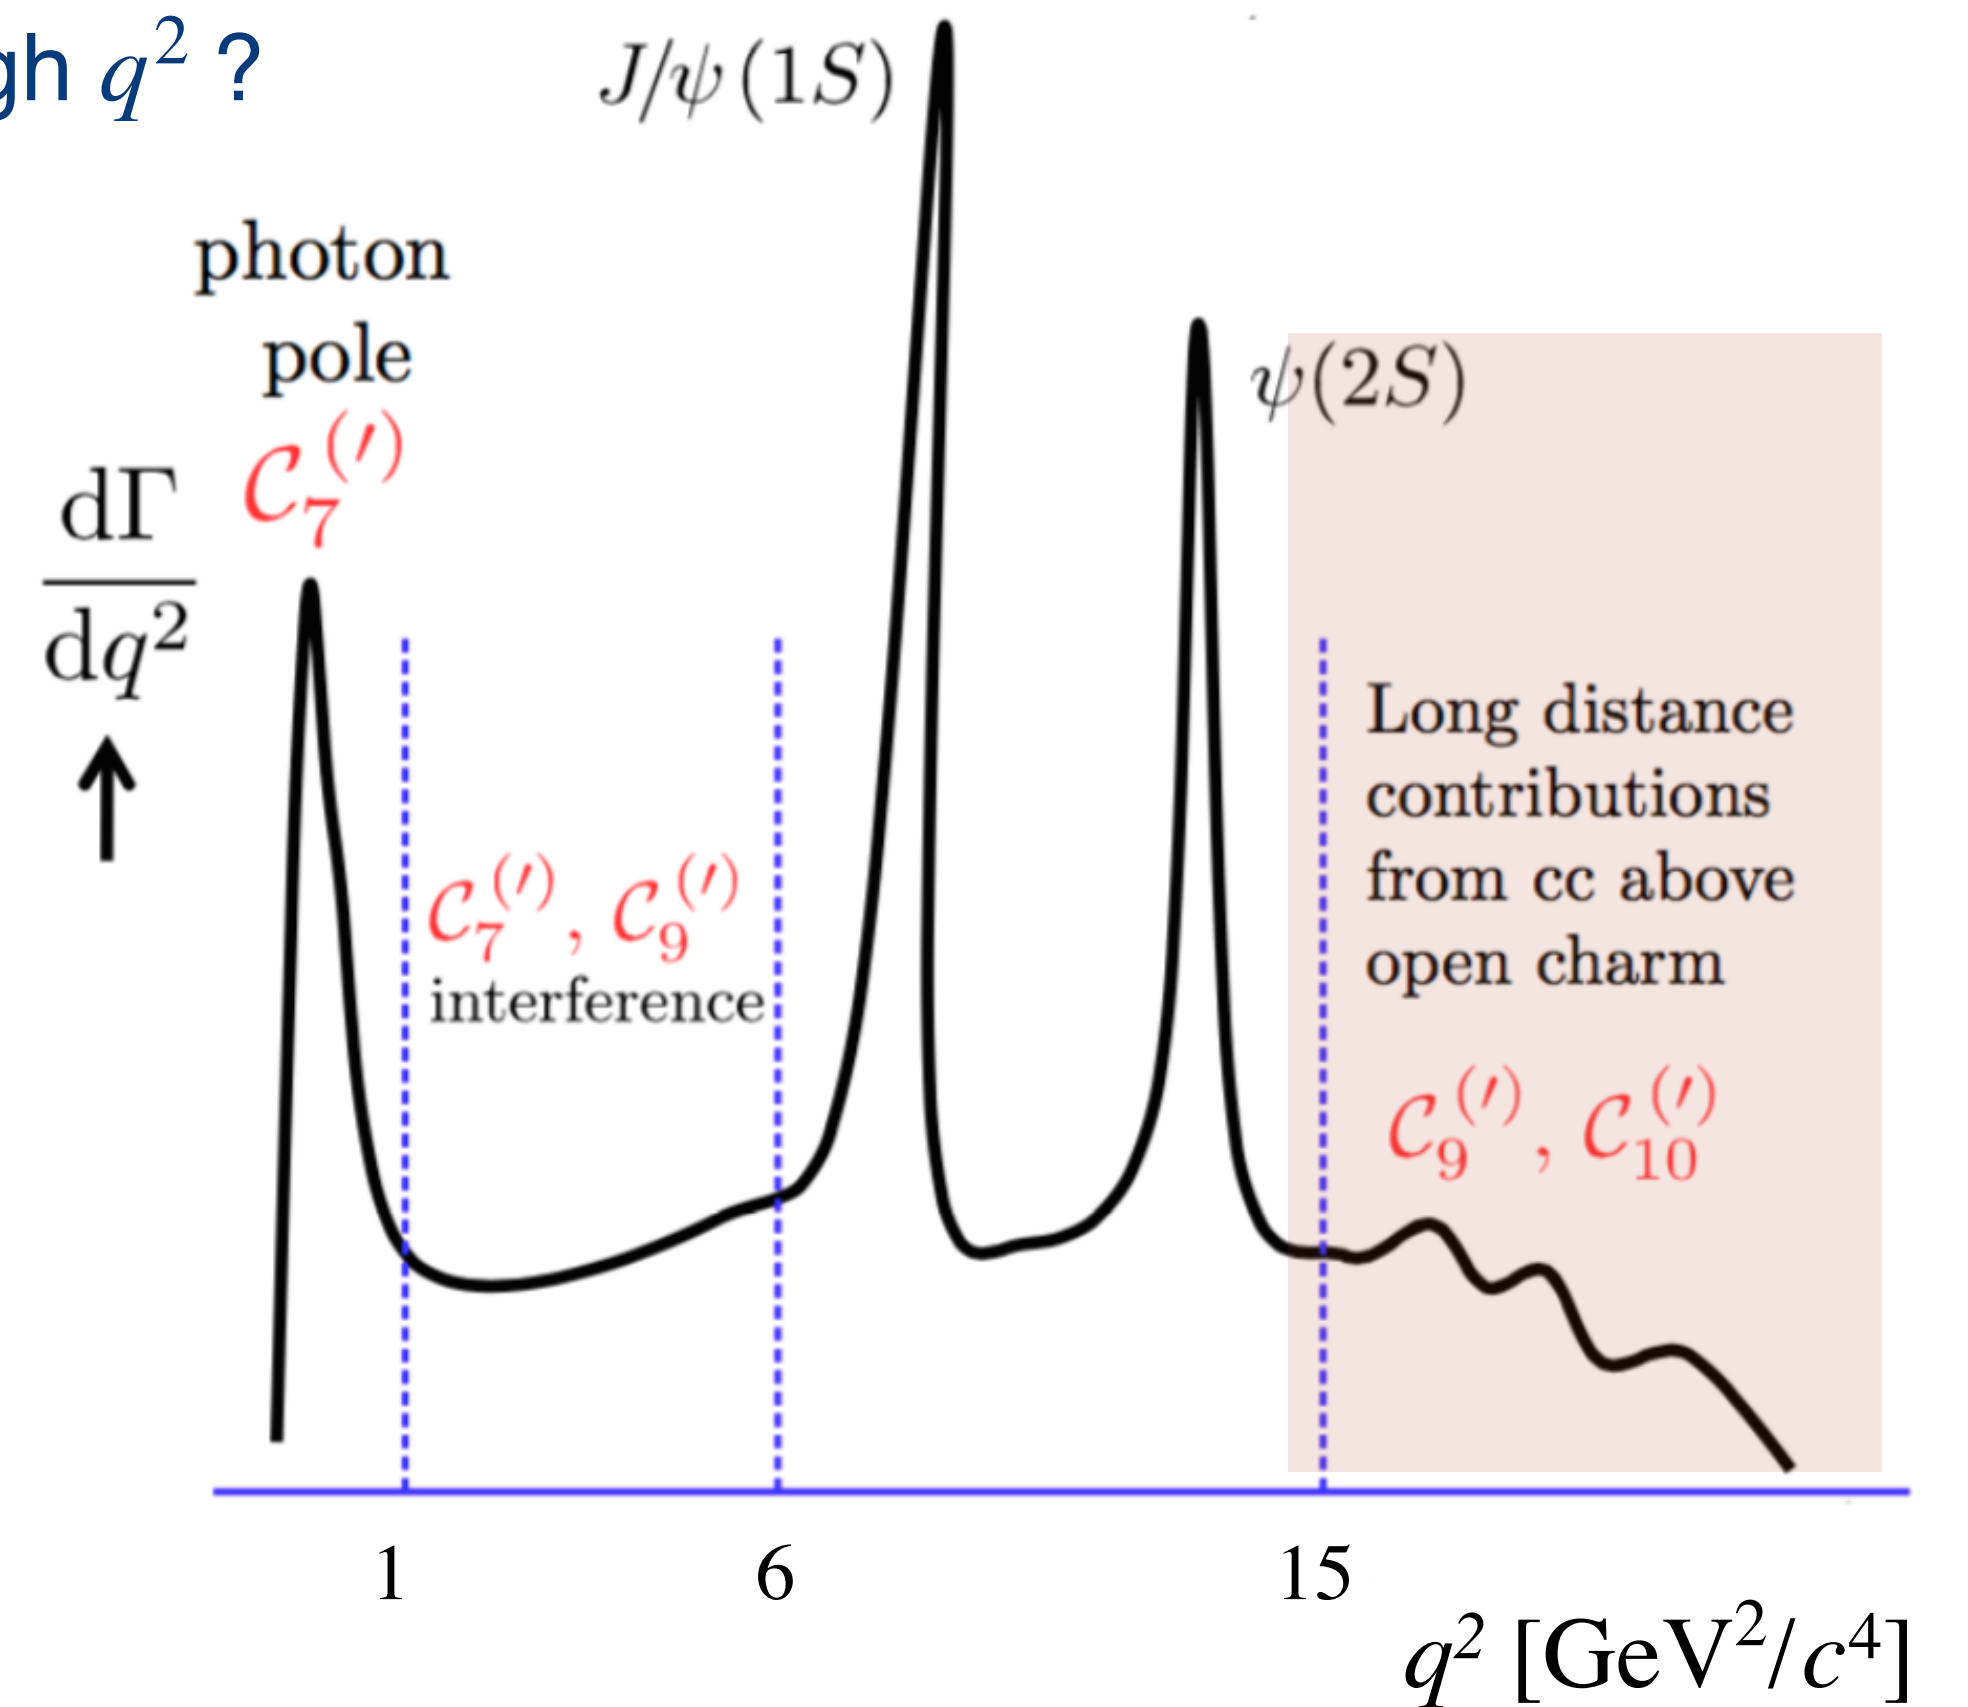 gh q² ?
J/ψ (1S)
photon
pole
C₇⁽′⁾
ψ(2S)
dΓ
dq²
Long distance
contributions
from cc above
open charm
C₇⁽′⁾, C₉⁽′⁾
interference
C₉⁽′⁾, C₁₀⁽′⁾
1 6 15
q² [GeV²/c⁴]